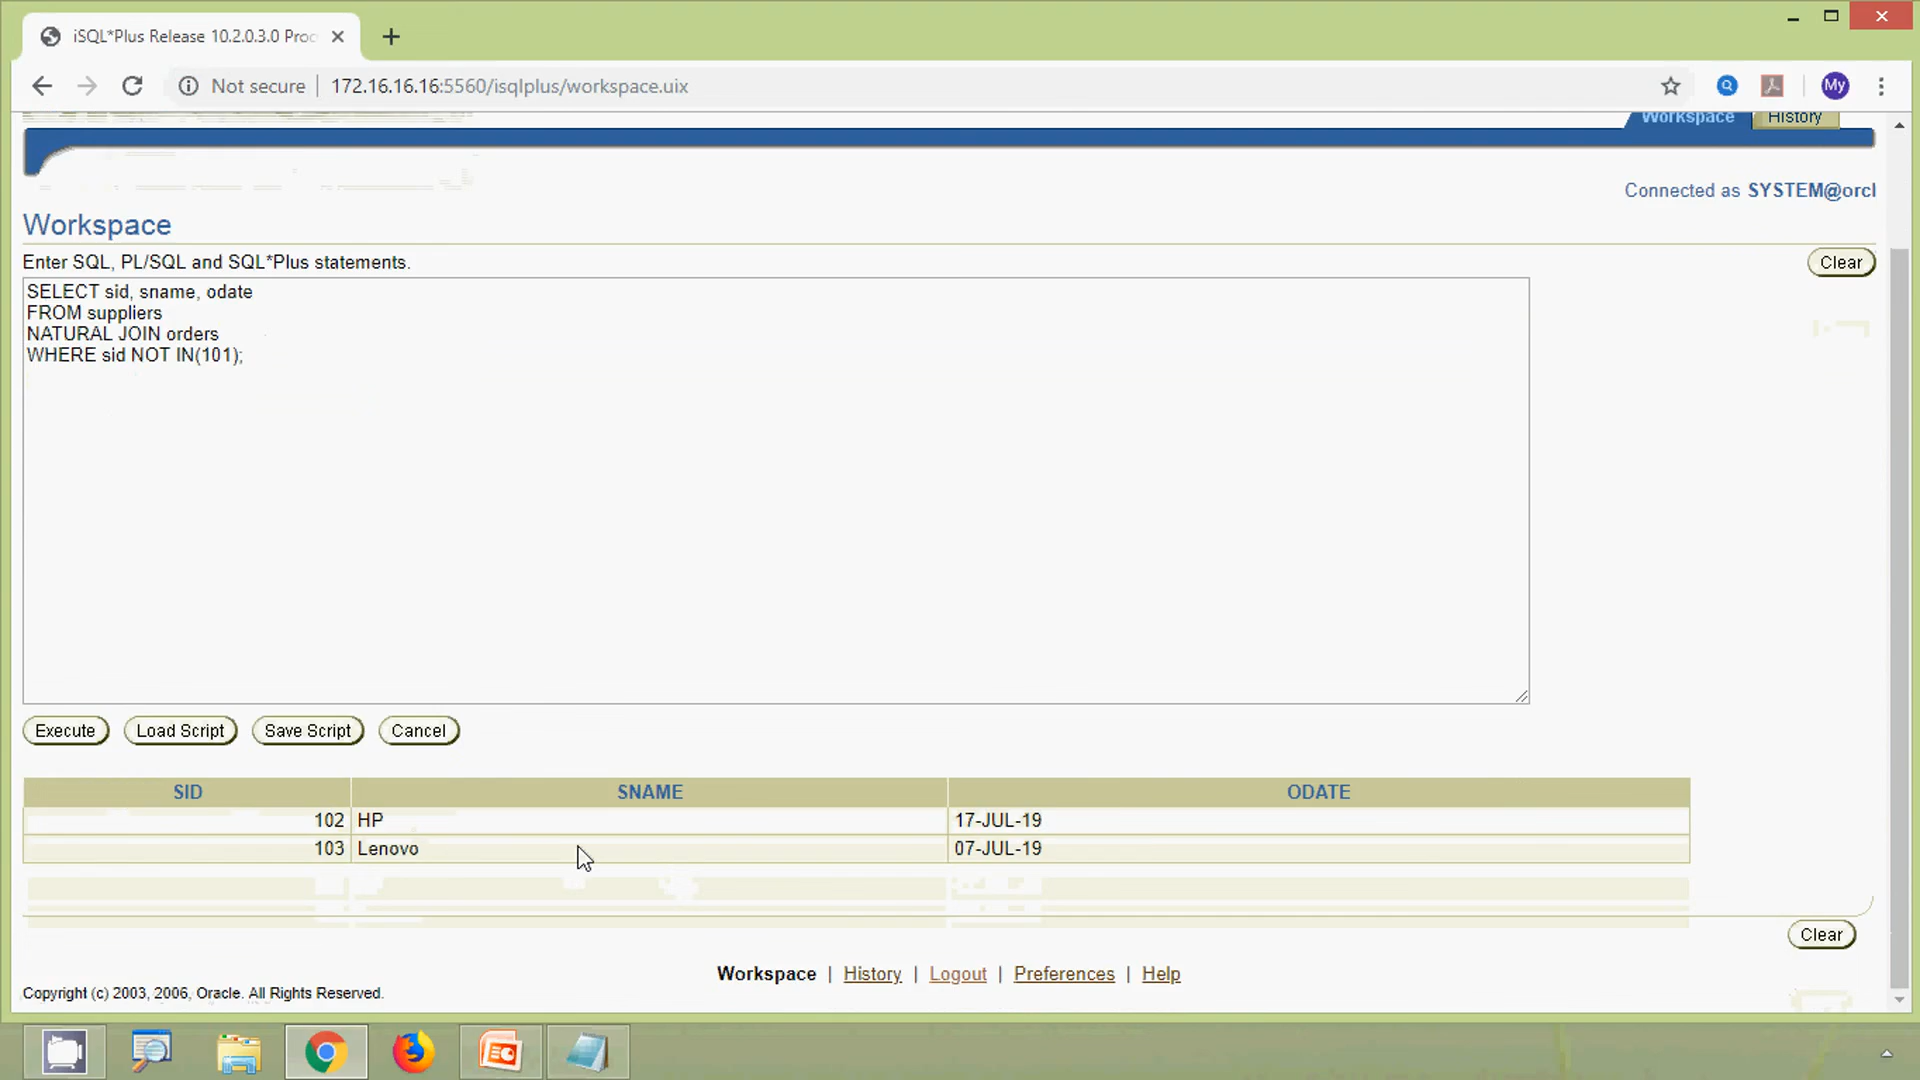 iSQL*Plus Release 10.2.0.3.0 Proc
Not secure | 172.16.16.16:5560/isqlplus/workspace.uix
My
Workspace History
Connected as SYSTEM@orcl
Workspace
Enter SQL, PL/SQL and SQL*Plus statements.
Clear
SELECT sid, sname, odate
FROM suppliers
NATURAL JOIN orders
WHERE sid NOT IN(101);
Execute Load Script Save Script Cancel
SID SNAME ODATE
102 HP 17-JUL-19
103 Lenovo 07-JUL-19
Clear
Workspace | History | Logout | Preferences | Help
Copyright (c) 2003, 2006, Oracle. All Rights Reserved.